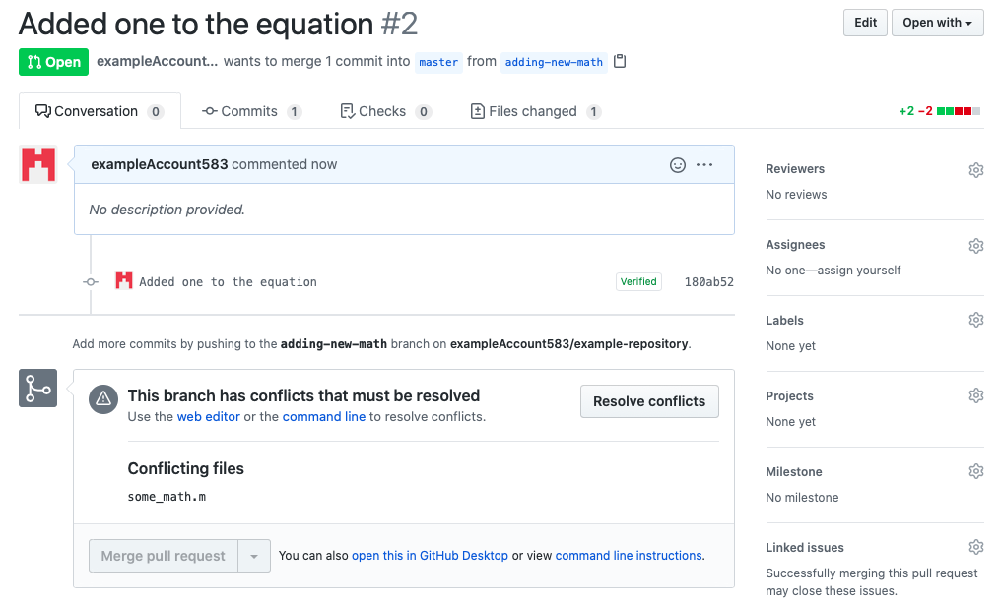 Added one to the equation #2
Edit
Open with
Open
exampleAccount... wants to merge 1 commit into master from adding-new-math
Conversation 0
Commits 1
Checks 0
Files changed 1
+2 −2
exampleAccount583 commented now
No description provided.
Added one to the equation
Verified
180ab52
Add more commits by pushing to the adding-new-math branch on exampleAccount583/example-repository.
This branch has conflicts that must be resolved
Use the web editor or the command line to resolve conflicts.
Resolve conflicts
Conflicting files
some_math.m
Merge pull request
You can also open this in GitHub Desktop or view command line instructions.
Reviewers
No reviews
Assignees
No one—assign yourself
Labels
None yet
Projects
None yet
Milestone
No milestone
Linked issues
Successfully merging this pull request
may close these issues.